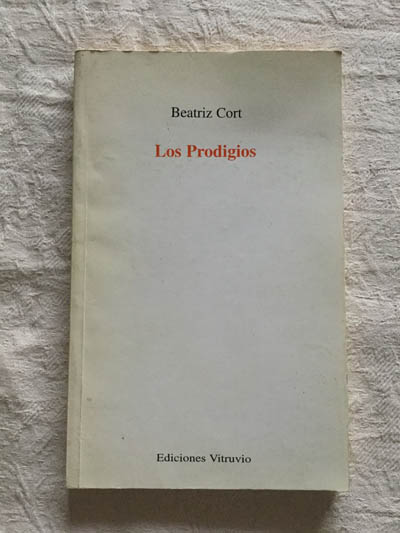 Beatriz Cort
Los Prodigios
Ediciones Vitruvio